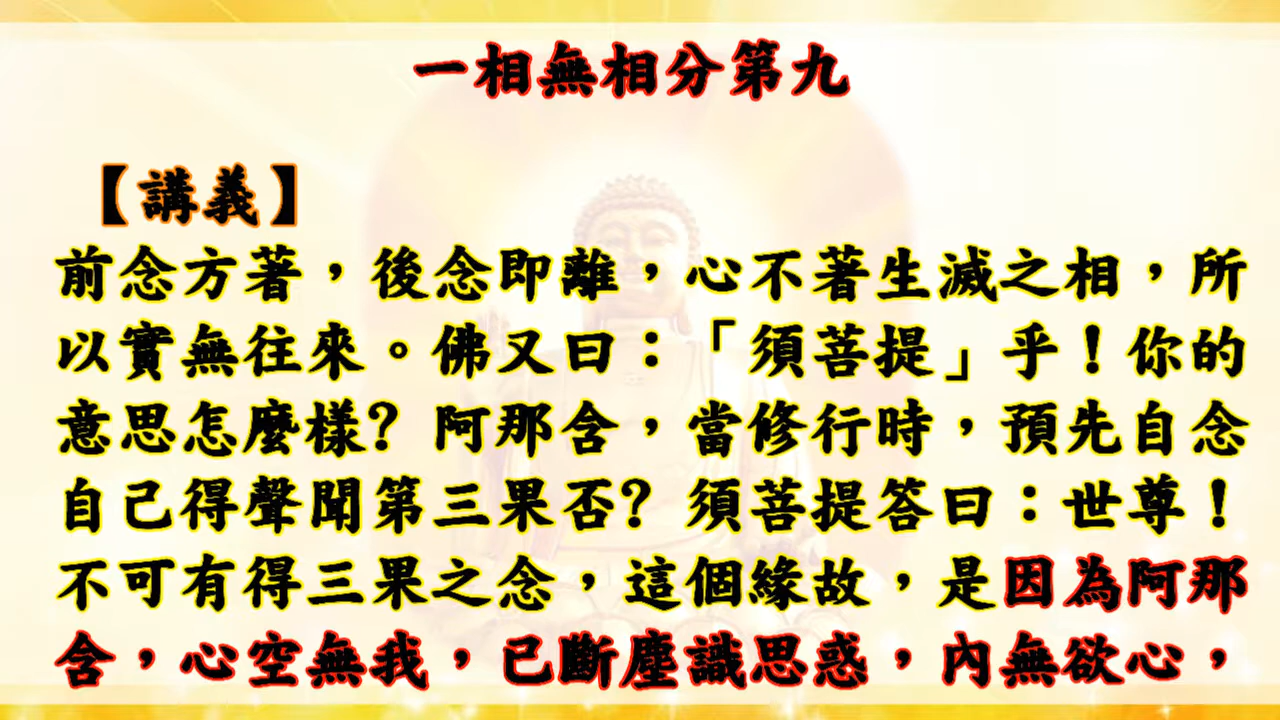 一相無相分第九
【講義】
前念方著，後念即離，心不著生滅之相，所
以實無往來。佛又曰：「須菩提」乎！你的
意思怎麼樣？阿那含，當修行時，預先自念
自己得聲聞第三果否？須菩提答曰：世尊！
不可有得三果之念，這個緣故，是因為阿那
含，心空無我，已斷塵識思惑，內無欲心，